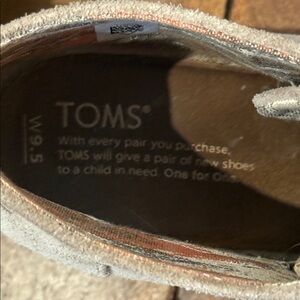 TOMS®
W9.5
With every pair you purchase,
TOMS will give a pair of new shoes
to a child in need. One for One